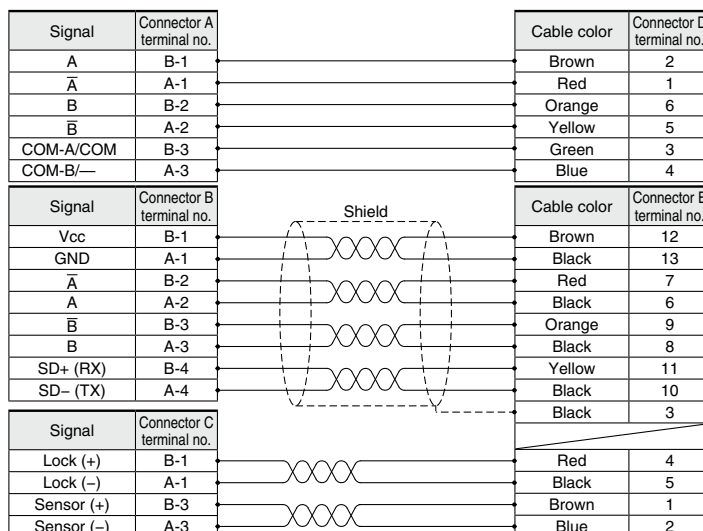 Signal Connector A terminal no. Cable color Connector D terminal no.
A B-1 Brown 2
A̅ A-1 Red 1
B B-2 Orange 6
B̅ A-2 Yellow 5
COM-A/COM B-3 Green 3
COM-B/— A-3 Blue 4
Signal Connector B terminal no. Shield Cable color Connector E terminal no.
Vcc B-1 Brown 12
GND A-1 Black 13
A̅ B-2 Red 7
A A-2 Black 6
B̅ B-3 Orange 9
B A-3 Black 8
SD+ (RX) B-4 Yellow 11
SD− (TX) A-4 Black 10
Black 3
Signal Connector C terminal no.
Lock (+) B-1 Red 4
Lock (−) A-1 Black 5
Sensor (+) B-3 Brown 1
Sensor (−) A-3 Blue 2